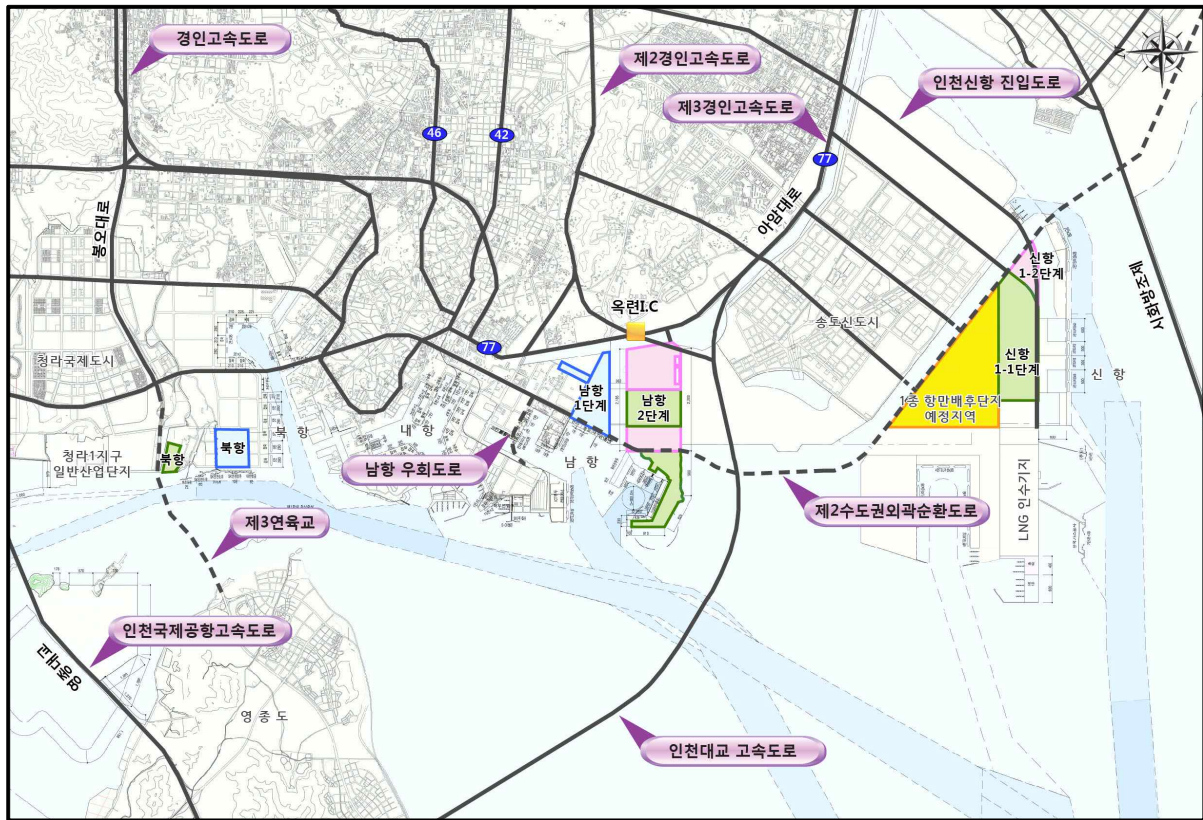 경인고속도로
제2경인고속도로
제3경인고속도로
인천신항 진입도로
46
42
77
봉오대로
아암대로
시화방조제
신항
1-2단계
옥련I.C
송도신도시
77
청라국제도시
신항
1-1단계
신 항
남항
1단계
남항
2단계
1종 항만배후단지
예정지역
북항
북항
북 항
내 항
청라1지구
일반산업단지
남항 우회도로
남 항
제2수도권외곽순환도로
LNG 인수기지
제3연육교
인천국제공항고속도로
영종대교
영 종 도
인천대교 고속도로